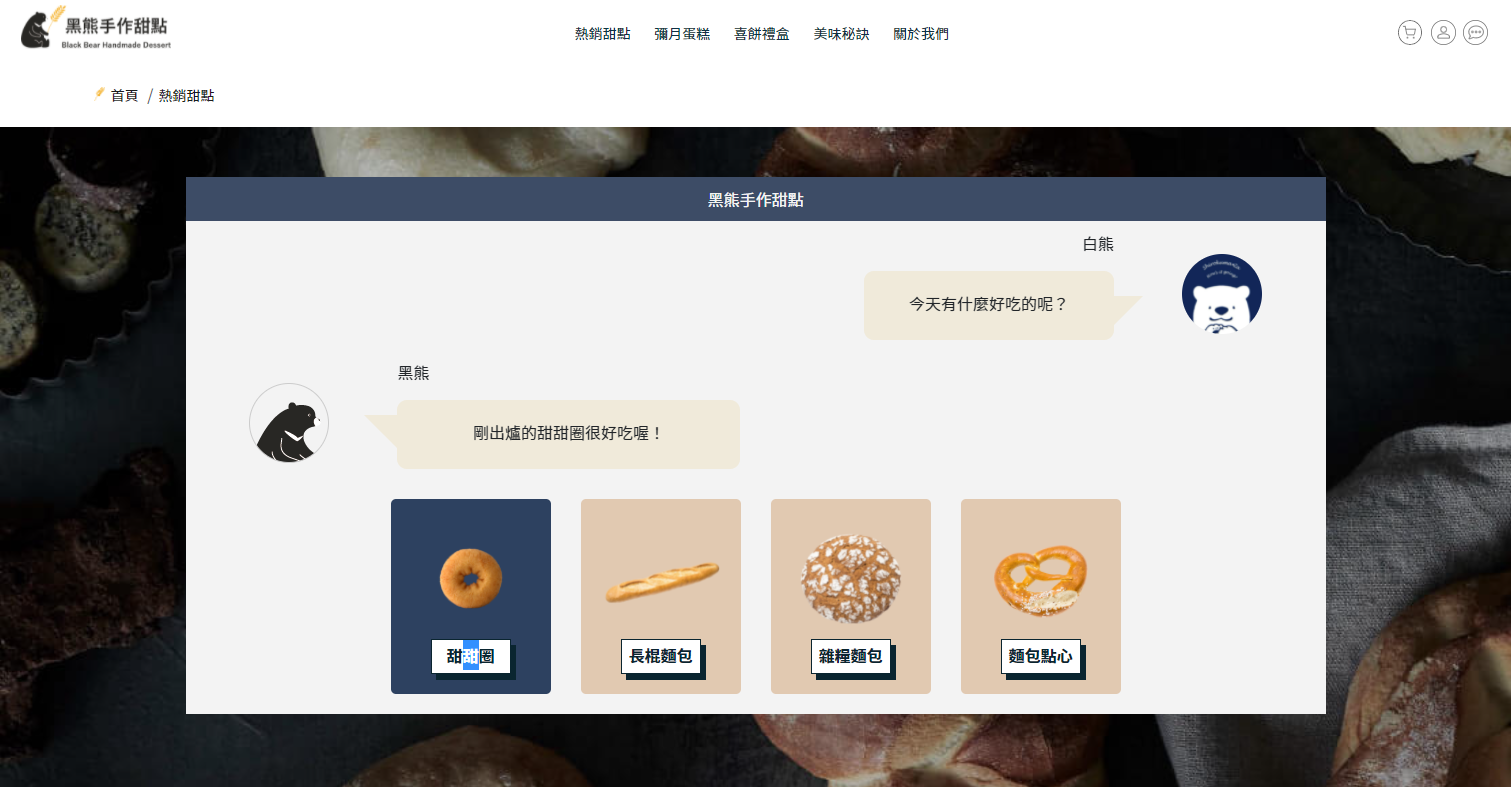 黑熊手作甜點
Black Bear Handmade Dessert
熱銷甜點 彌月蛋糕 喜餅禮盒 美味秘訣 關於我們
首頁 / 熱銷甜點
黑熊手作甜點
白熊
今天有什麼好吃的呢？
黑熊
剛出爐的甜甜圈很好吃喔！
甜甜圈 長棍麵包 雜糧麵包 麵包點心